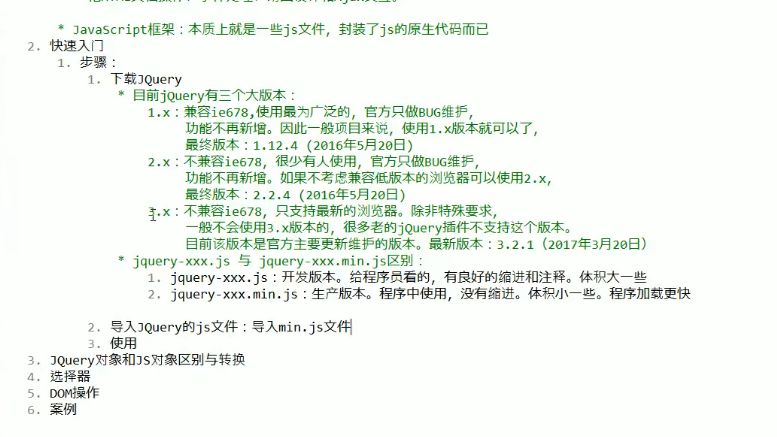 * JavaScript框架：本质上就是一些js文件，封装了js的原生代码而已
2. 快速入门
1. 步骤：
1. 下载JQuery
* 目前jQuery有三个大版本：
1.x：兼容ie678,使用最为广泛的，官方只做BUG维护，
功能不再新增。因此一般项目来说，使用1.x版本就可以了，
最终版本：1.12.4 (2016年5月20日)
2.x：不兼容ie678，很少有人使用，官方只做BUG维护，
功能不再新增。如果不考虑兼容低版本的浏览器可以使用2.x，
最终版本：2.2.4 (2016年5月20日)
3.x：不兼容ie678，只支持最新的浏览器。除非特殊要求，
一般不会使用3.x版本的，很多老的jQuery插件不支持这个版本。
目前该版本是官方主要更新维护的版本。最新版本：3.2.1（2017年3月20日）
* jquery-xxx.js 与 jquery-xxx.min.js区别：
1. jquery-xxx.js：开发版本。给程序员看的，有良好的缩进和注释。体积大一些
2. jquery-xxx.min.js：生产版本。程序中使用，没有缩进。体积小一些。程序加载更快
2. 导入JQuery的js文件：导入min.js文件
3. 使用
3. JQuery对象和JS对象区别与转换
4. 选择器
5. DOM操作
6. 案例